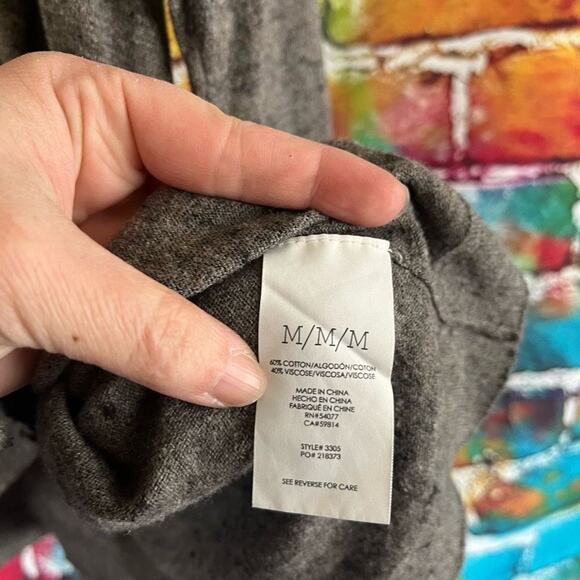 M/M/M
60% COTTON/ALGODÓN/COTON
40% VISCOSE/VISCOSA/VISCOSE
MADE IN CHINA
HECHO EN CHINA
FABRIQUÉ EN CHINE
RN#54077
CA#59814
STYLE# 3305
PO# 218373
SEE REVERSE FOR CARE